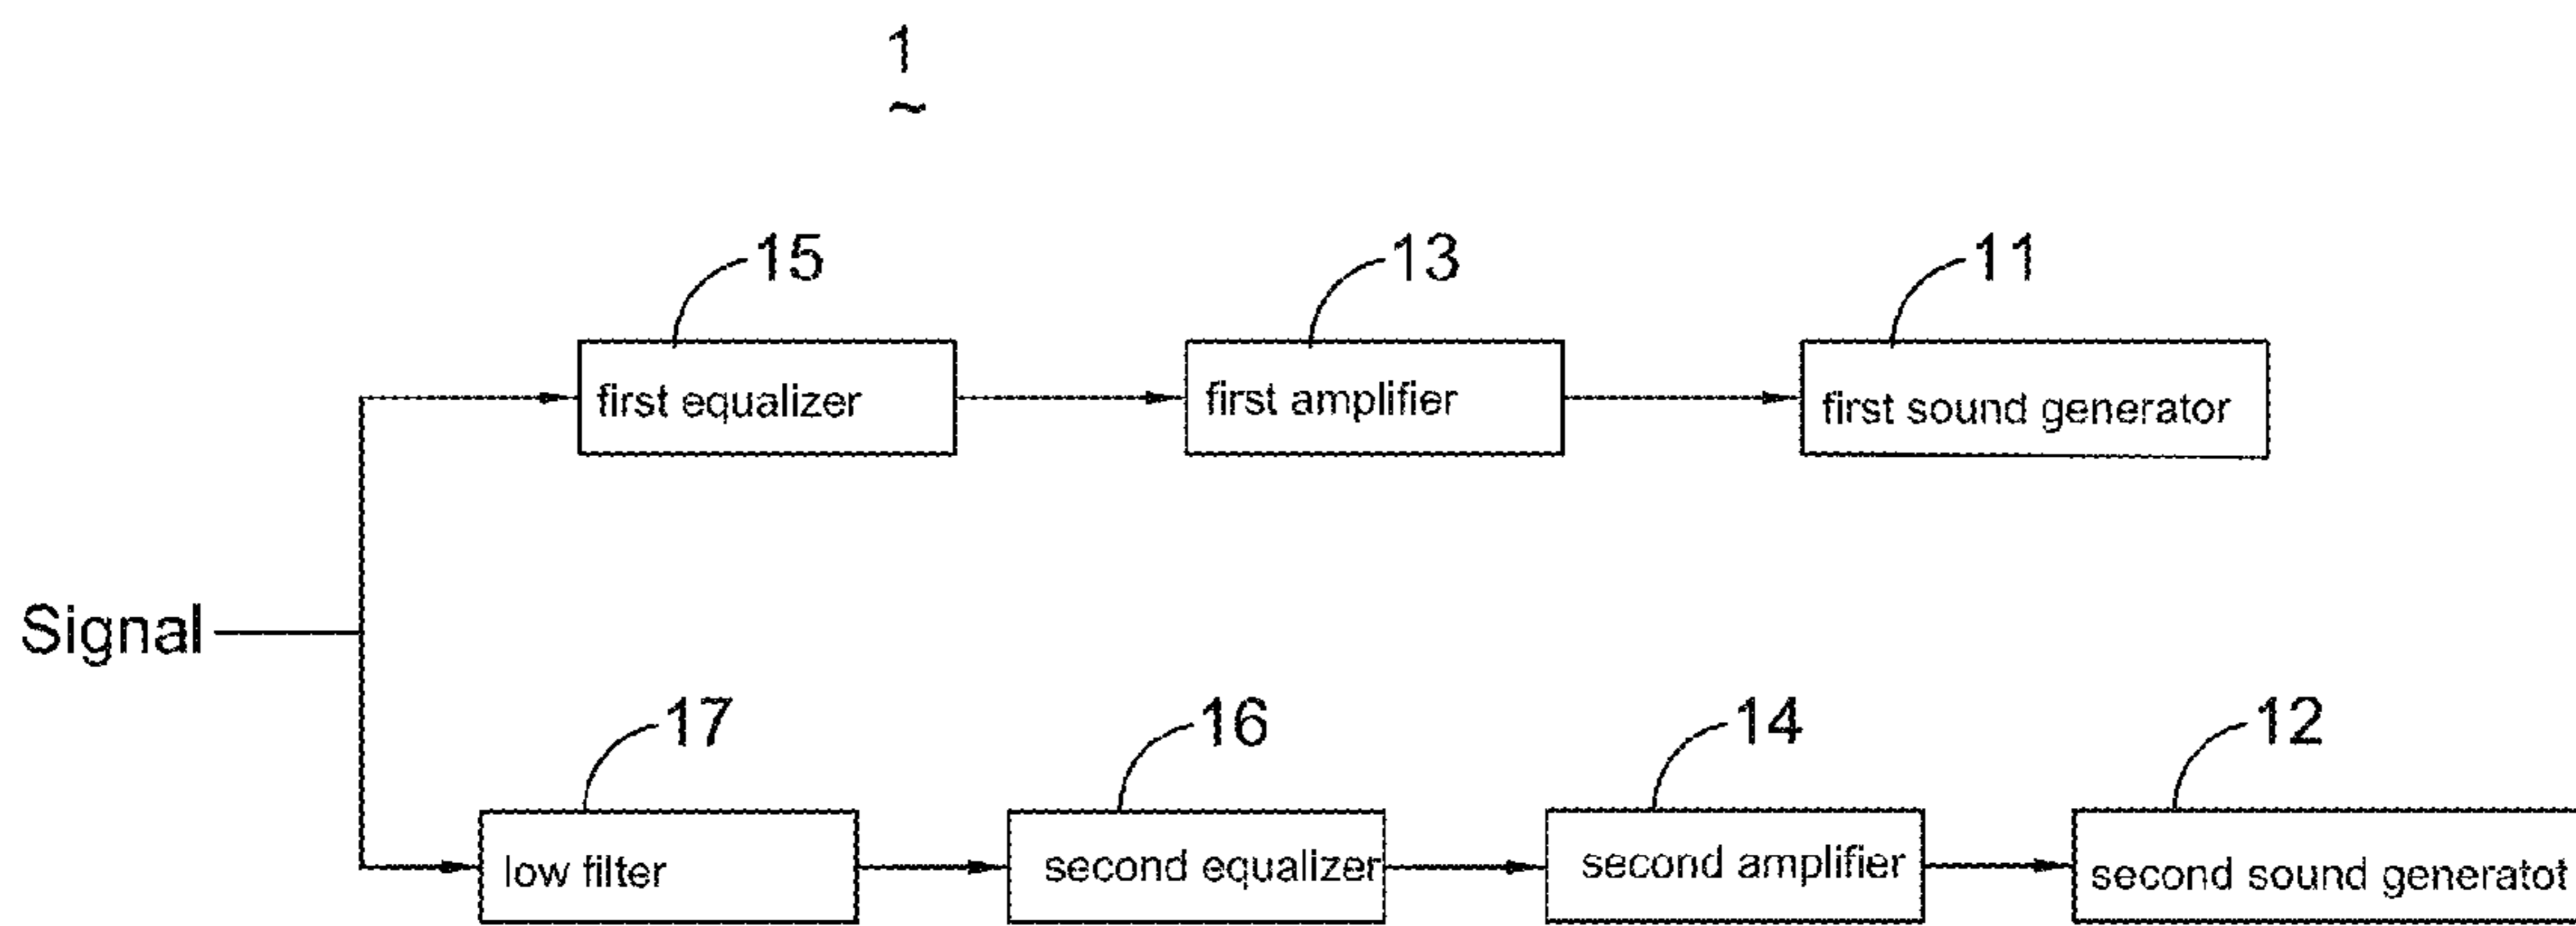 1
~
15
13
11
first equalizer
first amplifier
first sound generator
Signal
17
16
14
12
low filter
second equalizer
second amplifier
second sound generatot